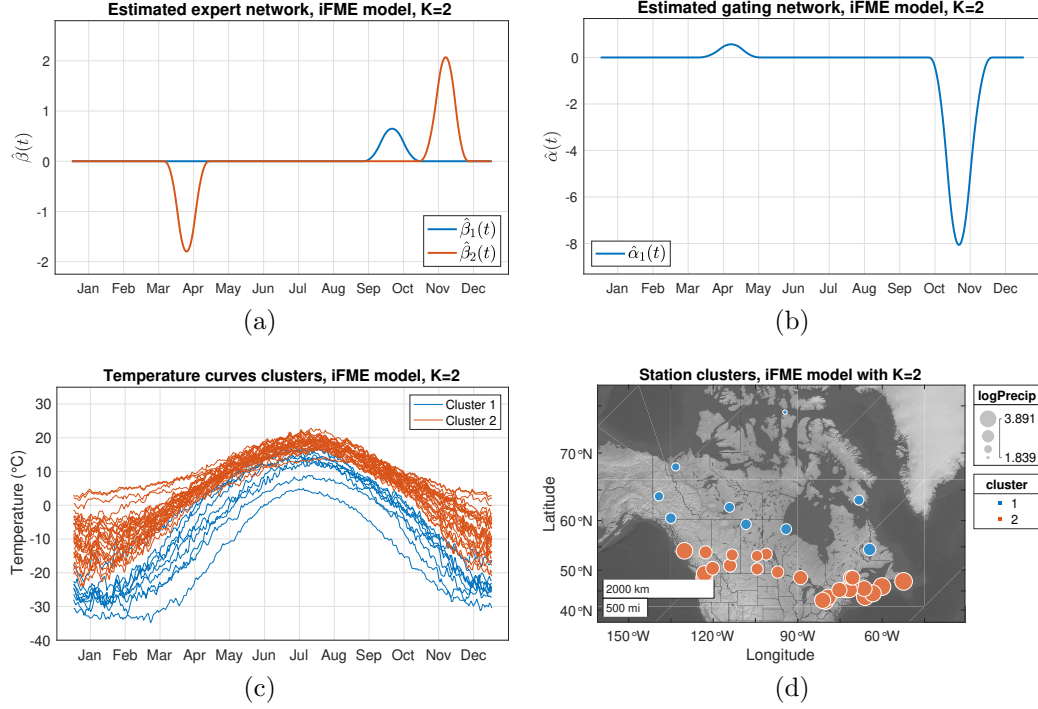 Estimated expert network, iFME model, K=2
2
1
0
-1
-2
β̂(t)
β̂₁(t)
β̂₂(t)
Jan Feb Mar Apr May Jun Jul Aug Sep Oct Nov Dec
(a)
Estimated gating network, iFME model, K=2
0
-2
-4
-6
-8
α̂(t)
α̂₁(t)
Jan Feb Mar Apr May Jun Jul Aug Sep Oct Nov Dec
(b)
Temperature curves clusters, iFME model, K=2
30
20
10
0
-10
-20
-30
-40
Temperature (°C)
Cluster 1
Cluster 2
Jan Feb Mar Apr May Jun Jul Aug Sep Oct Nov Dec
(c)
Station clusters, iFME model with K=2
70°N
60°N
50°N
40°N
Latitude
2000 km
500 mi
150°W 120°W 90°W 60°W
Longitude
logPrecip
3.891
1.839
cluster
1
2
(d)